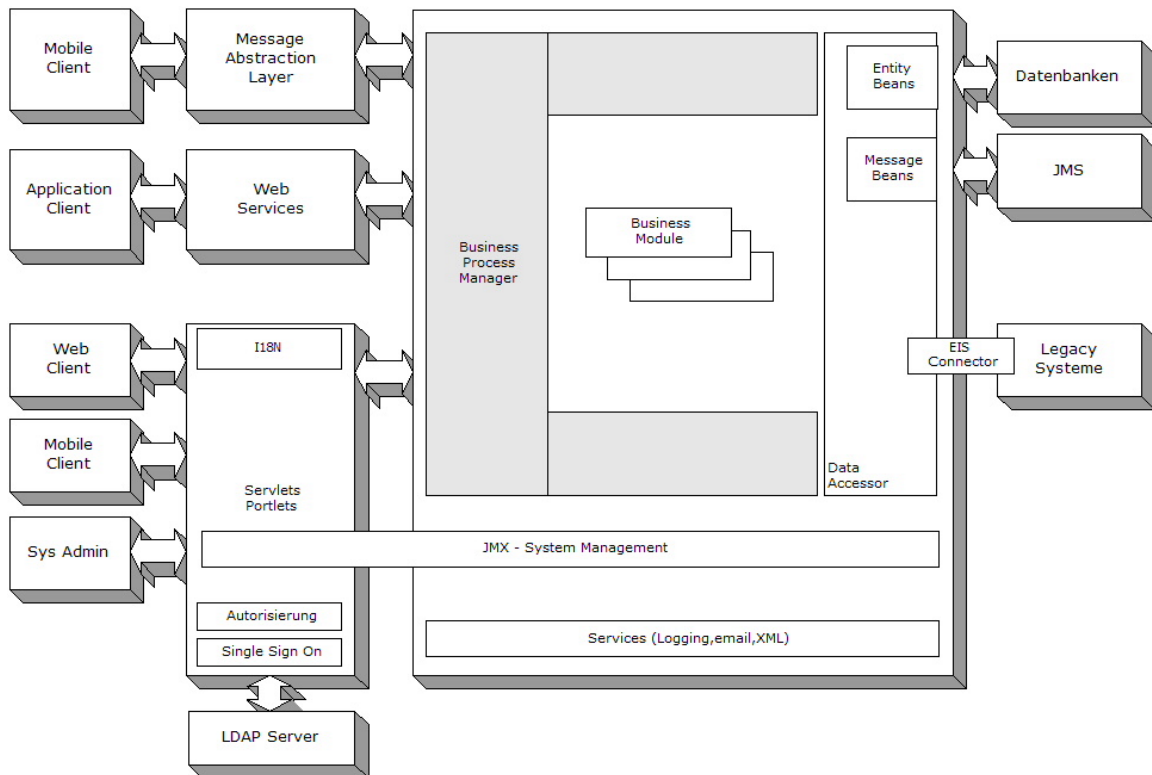 Mobile
Client
Message
Abstraction
Layer
Entity
Beans
Datenbanken
Application
Client
Web
Services
Message
Beans
JMS
Business
Process
Manager
Business
Module
Web
Client
I18N
EIS
Connector
Legacy
Systeme
Mobile
Client
Servlets
Portlets
Data
Accessor
Sys Admin
JMX - System Management
Autorisierung
Single Sign On
Services (Logging,email,XML)
LDAP Server